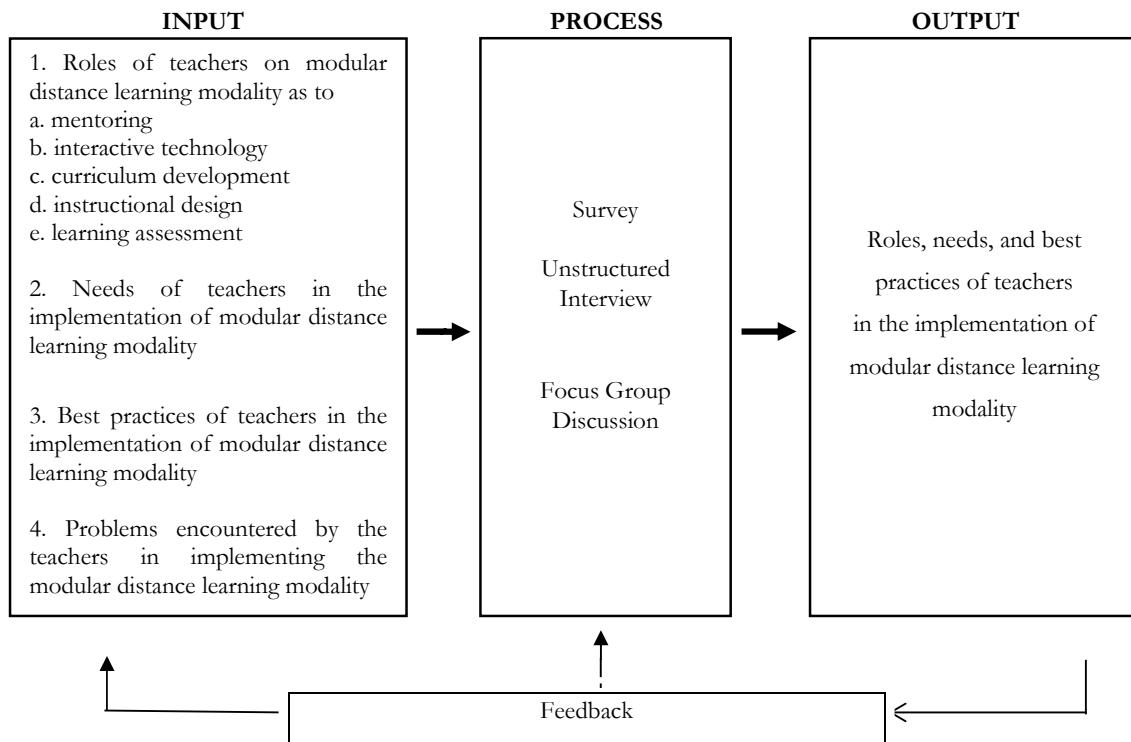 INPUT
1. Roles of teachers on modular
distance learning modality as to
a. mentoring
b. interactive technology
c. curriculum development
d. instructional design
e. learning assessment
2. Needs of teachers in the
implementation of modular distance
learning modality
3. Best practices of teachers in the
implementation of modular distance
learning modality
4. Problems encountered by the
teachers in implementing the
modular distance learning modality
PROCESS
Survey
Unstructured
Interview
Focus Group
Discussion
OUTPUT
Roles, needs, and best
practices of teachers
in the implementation of
modular distance learning
modality
Feedback